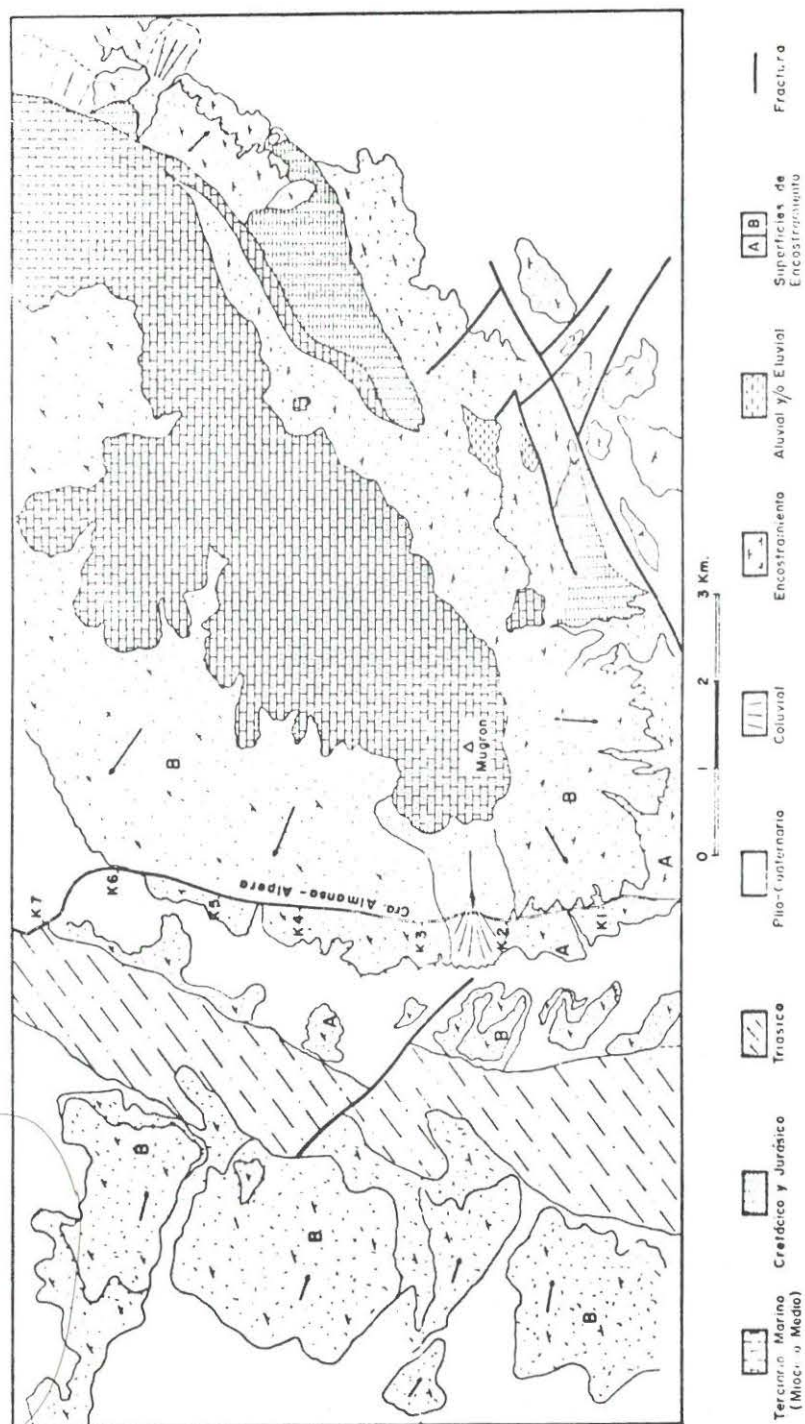 K7
K6
K5
K4
K3
K2
K1
Cra. Almansa - Alpera
Mugron
A
A
A
B
B
B
B
B
B
B
0 1 2 3 Km.
Terciario Marino
(Mioceno Medio)
Cretácico y Jurásico
Triásico
Plio-Cuaternario
Coluvial
Encostramiento
Aluvial y/o Eluvial
A B
Superficies de
Encostramiento
Fractura